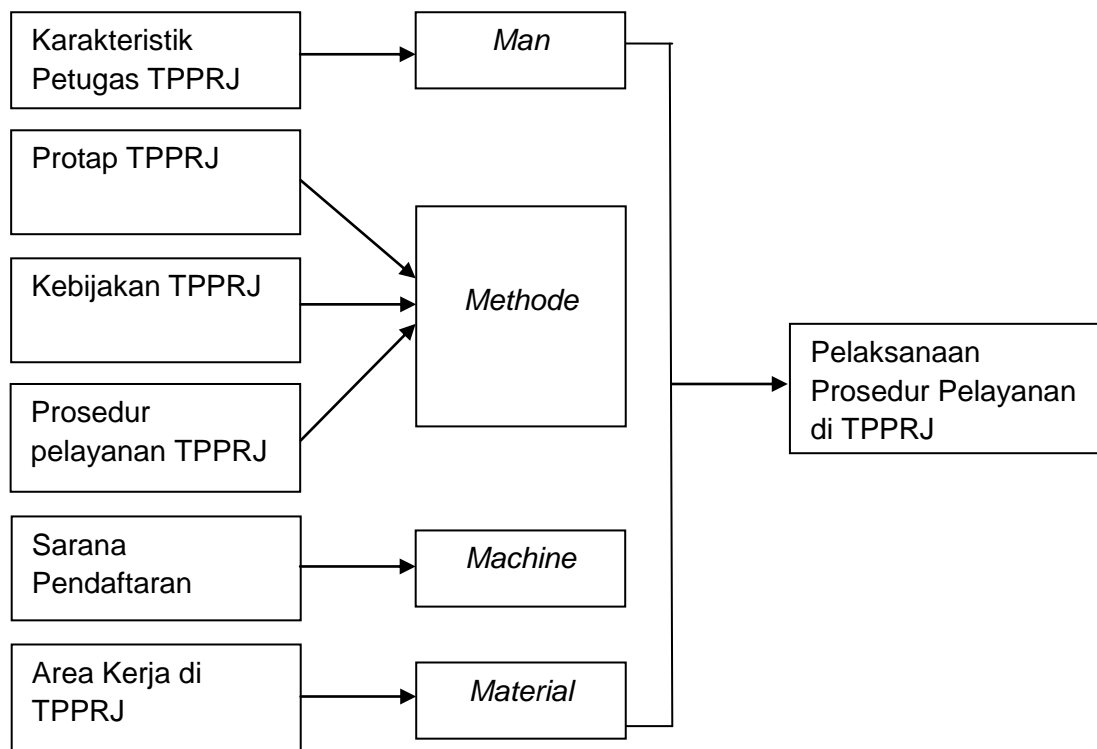 Karakteristik
Petugas TPPRJ
Man
Protap TPPRJ
Kebijakan TPPRJ
Methode
Prosedur
pelayanan TPPRJ
Pelaksanaan
Prosedur Pelayanan
di TPPRJ
Sarana
Pendaftaran
Machine
Area Kerja di
TPPRJ
Material